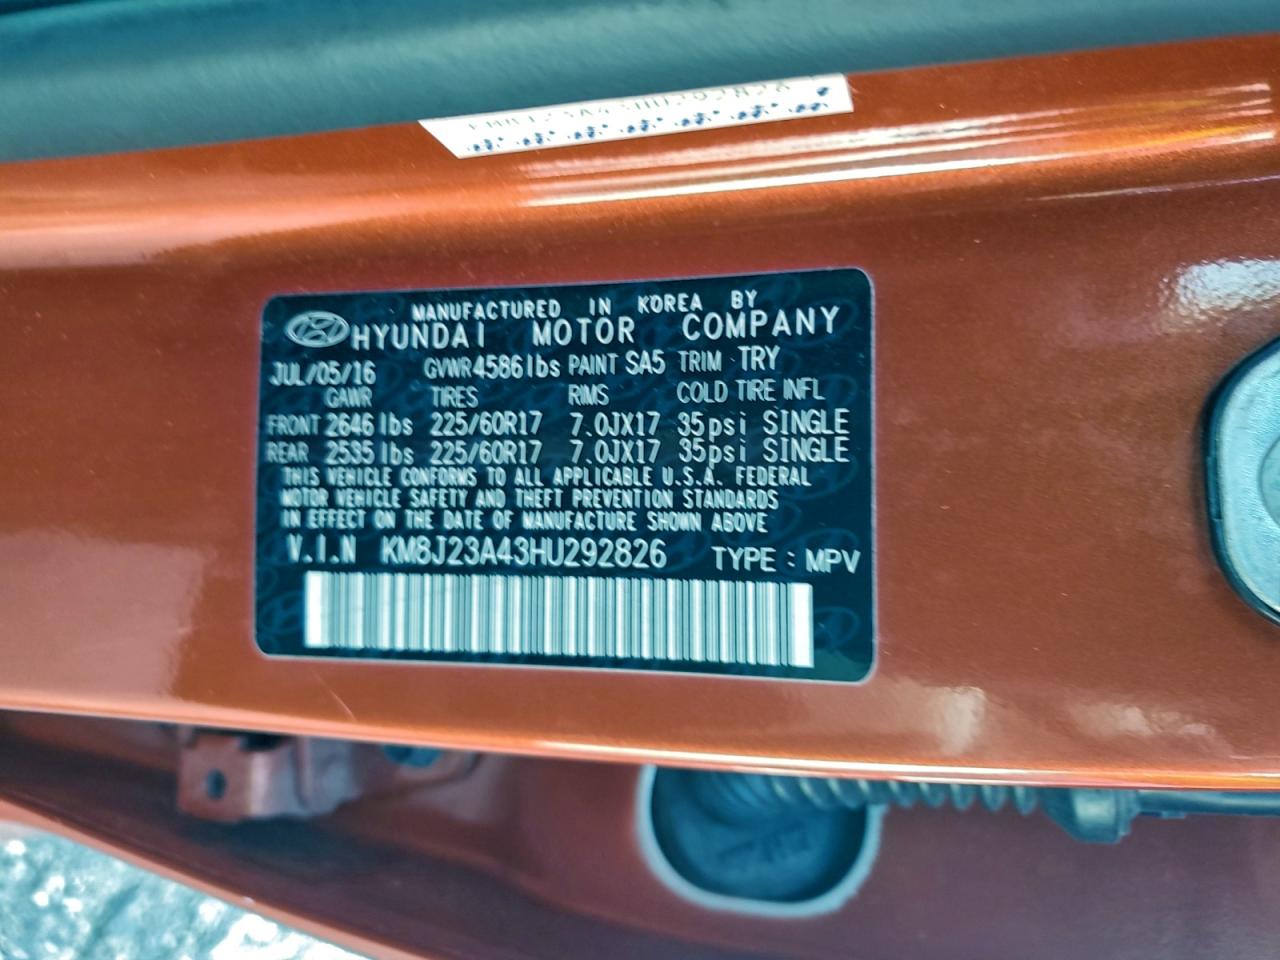 MANUFACTURED IN KOREA BY
HYUNDAI MOTOR COMPANY
JUL/05/16 GVWR 4586 lbs PAINT SA5 TRIM TRY
GAWR TIRES RIMS COLD TIRE INFL
FRONT 2646 lbs 225/60R17 7.0JX17 35psi SINGLE
REAR 2535 lbs 225/60R17 7.0JX17 35psi SINGLE
THIS VEHICLE CONFORMS TO ALL APPLICABLE U.S.A. FEDERAL
MOTOR VEHICLE SAFETY AND THEFT PREVENTION STANDARDS
IN EFFECT ON THE DATE OF MANUFACTURE SHOWN ABOVE
V.I.N KM8J23A43HU292826 TYPE : MPV